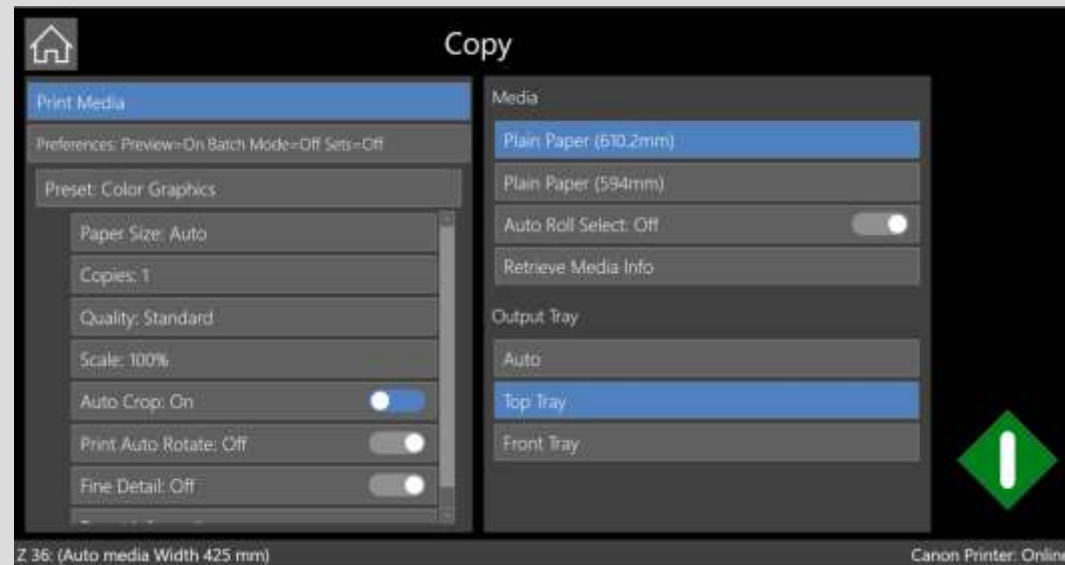 Copy
Print Media
Preferences: Preview=On Batch Mode=Off Sets=Off
Preset: Color Graphics
Paper Size: Auto
Copies: 1
Quality: Standard
Scale: 100%
Auto Crop: On
Print Auto Rotate: Off
Fine Detail: Off
Media
Plain Paper (610.2mm)
Plain Paper (594mm)
Auto Roll Select: Off
Retrieve Media Info
Output Tray
Auto
Top Tray
Front Tray
Z 36: (Auto media Width 425 mm)
Canon Printer: Online